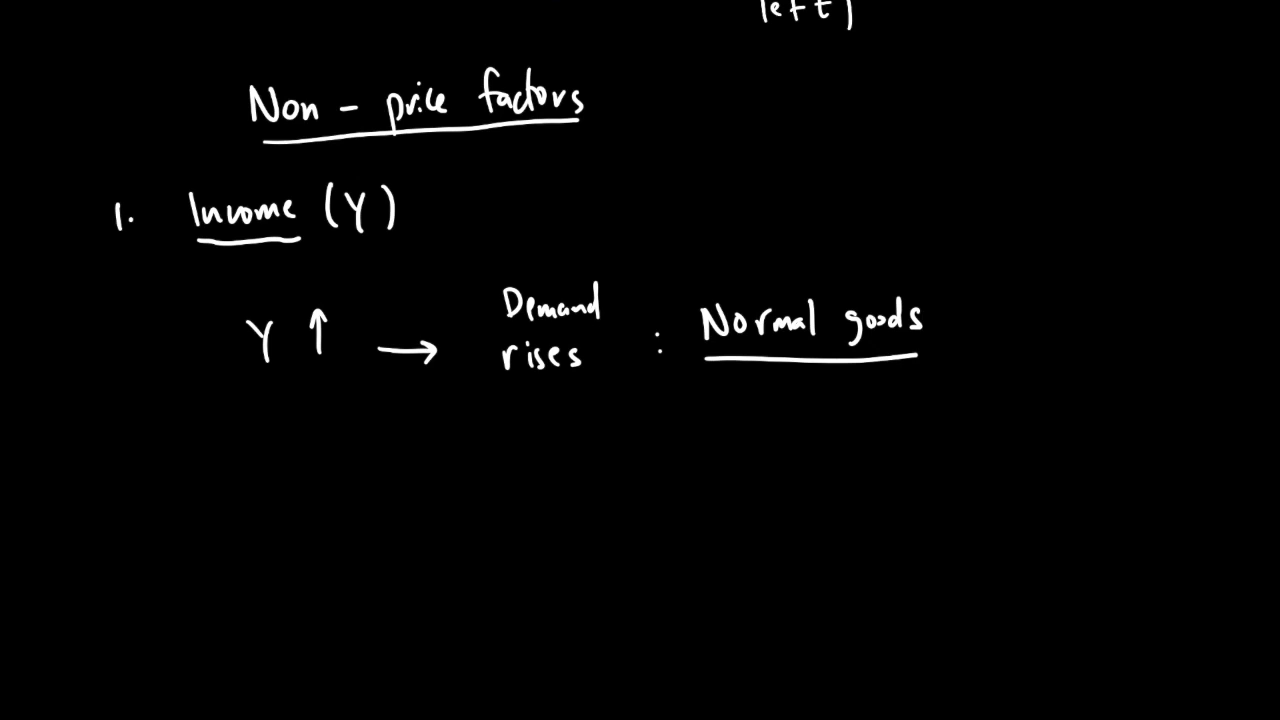 left)
Non - price factors
1. Income (Y)
Y ↑ → Demand rises : Normal goods